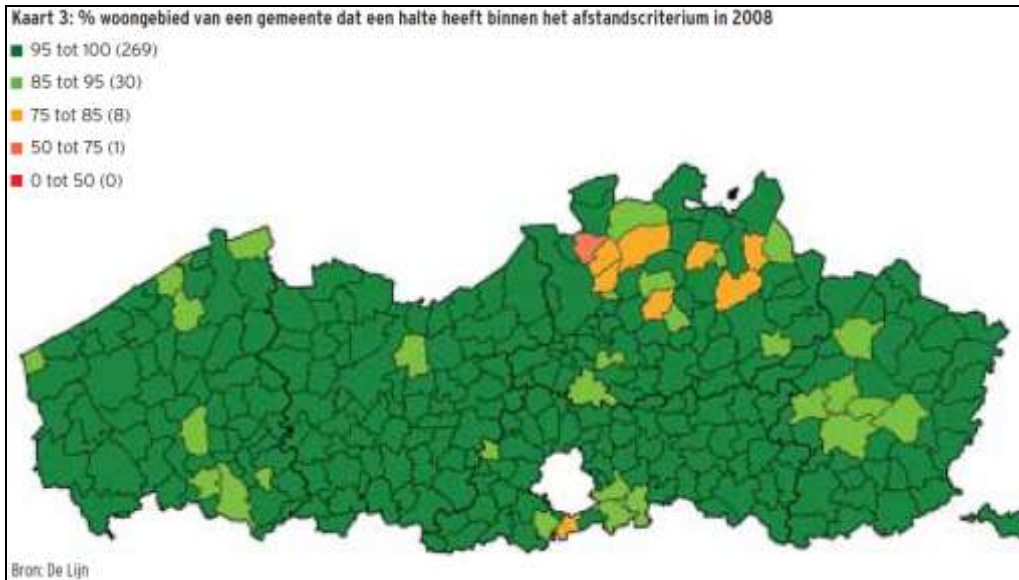 Kaart 3: % woongebied van een gemeente dat een halte heeft binnen het afstandscriterium in 2008
95 tot 100 (269)
85 tot 95 (30)
75 tot 85 (8)
50 tot 75 (1)
0 tot 50 (0)
Bron: De Lijn